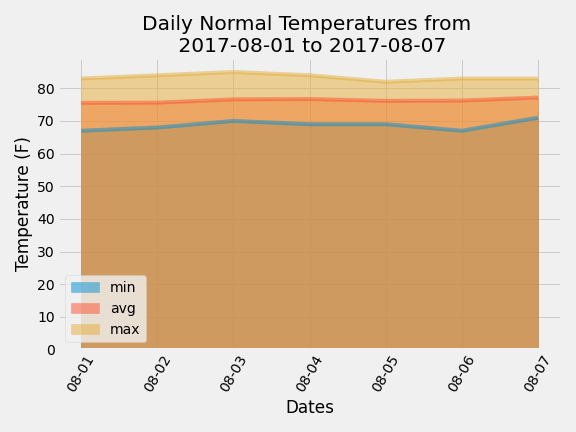 Daily Normal Temperatures from
2017-08-01 to 2017-08-07
Temperature (F)
80
70
60
50
40
30
20
10
0
min
avg
max
08-01
08-02
08-03
08-04
08-05
08-06
08-07
Dates